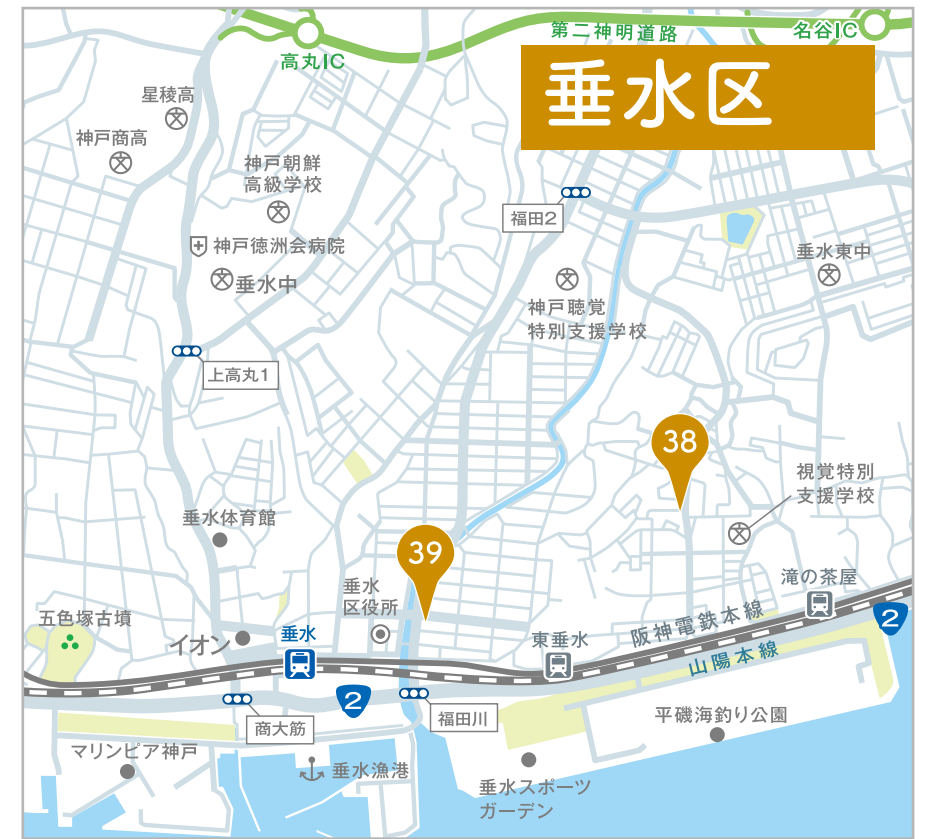 第二神明道路
名谷IC
高丸IC
垂水区
星稜高
神戸商高
神戸朝鮮
高級学校
福田2
神戸徳洲会病院
垂水中
垂水東中
神戸聴覚
特別支援学校
上高丸1
38
視覚特別
支援学校
垂水体育館
39
垂水
区役所
滝の茶屋
五色塚古墳
イオン
垂水
東垂水
阪神電鉄本線
山陽本線
2
2
商大筋
福田川
平磯海釣り公園
マリンピア神戸
垂水漁港
垂水スポーツ
ガーデン